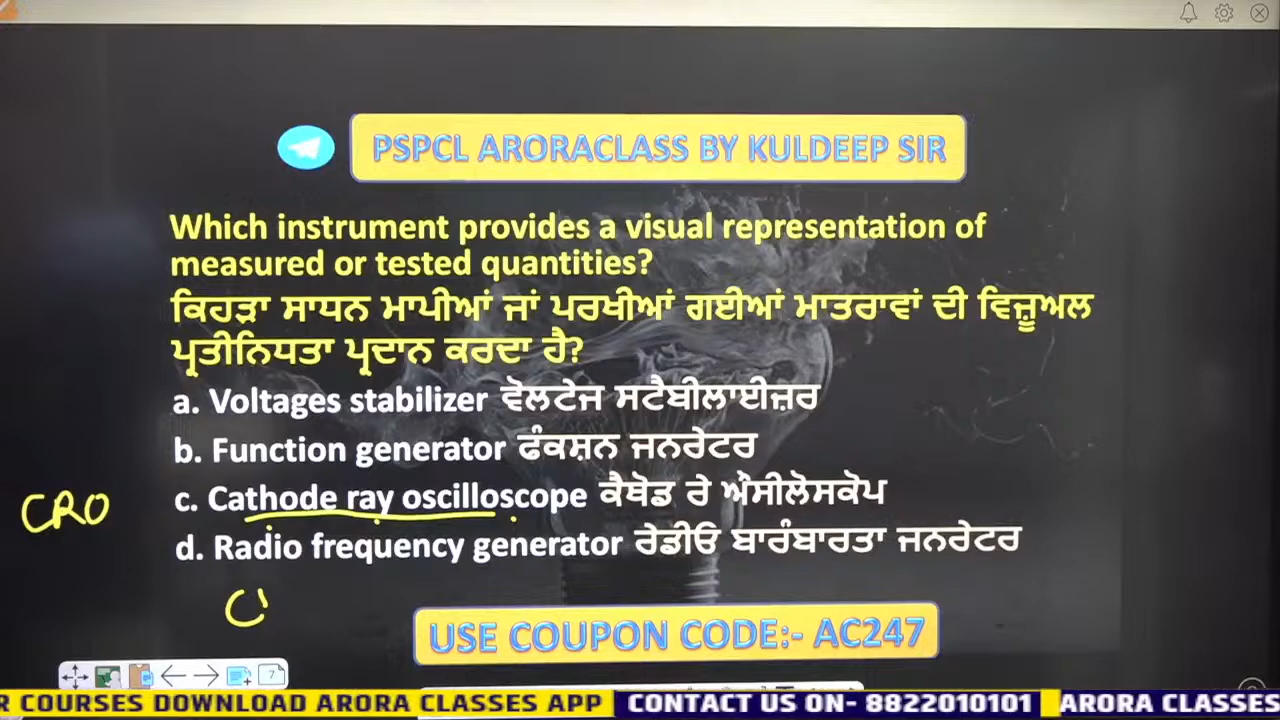 PSPCL ARORACLASS BY KULDEEP SIR
Which instrument provides a visual representation of
measured or tested quantities?
ਕਿਹੜਾ ਸਾਧਨ ਮਾਪੀਆਂ ਜਾਂ ਪਰਖੀਆਂ ਗਈਆਂ ਮਾਤਰਾਵਾਂ ਦੀ ਵਿਜ਼ੂਅਲ
ਪ੍ਰਤੀਨਿਧਤਾ ਪ੍ਰਦਾਨ ਕਰਦਾ ਹੈ?
a. Voltages stabilizer ਵੋਲਟੇਜ ਸਟੈਬੀਲਾਈਜ਼ਰ
b. Function generator ਫੰਕਸ਼ਨ ਜਨਰੇਟਰ
CRO
c. Cathode ray oscilloscope ਕੈਥੋਡ ਰੇ ਔਸੀਲੋਸਕੋਪ
d. Radio frequency generator ਰੇਡੀਓ ਬਾਰੰਬਾਰਤਾ ਜਨਰੇਟਰ
USE COUPON CODE:- AC247
7
R COURSES DOWNLOAD ARORA CLASSES APP CONTACT US ON- 8822010101 ARORA CLASSES